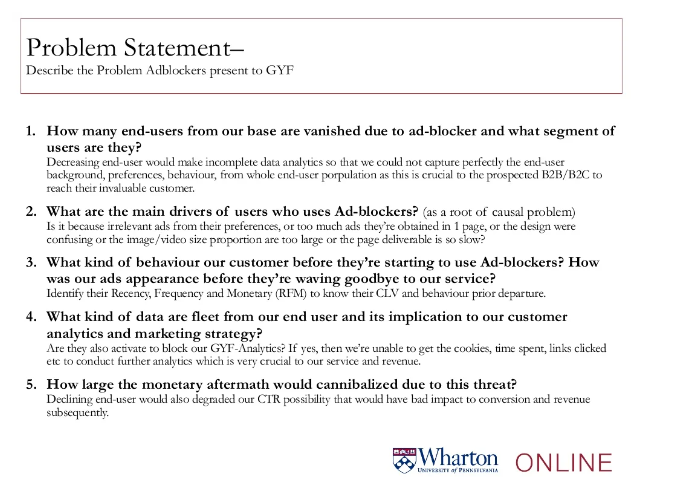 Problem Statement–
Describe the Problem Adblockers present to GYF
1. How many end-users from our base are vanished due to ad-blocker and what segment of
users are they?
Decreasing end-user would make incomplete data analytics so that we could not capture perfectly the end-user
background, preferences, behaviour, from whole end-user porpulation as this is crucial to the prospected B2B/B2C to
reach their invaluable customer.
2. What are the main drivers of users who uses Ad-blockers? (as a root of causal problem)
Is it because irrelevant ads from their preferences, or too much ads they're obtained in 1 page, or the design were
confusing or the image/video size proportion are too large or the page deliverable is so slow?
3. What kind of behaviour our customer before they're starting to use Ad-blockers? How
was our ads appearance before they're waving goodbye to our service?
Identify their Recency, Frequency and Monetary (RFM) to know their CLV and behaviour prior departure.
4. What kind of data are fleet from our end user and its implication to our customer
analytics and marketing strategy?
Are they also activate to block our GYF-Analytics? If yes, then we're unable to get the cookies, time spent, links clicked
etc to conduct further analytics which is very crucial to our service and revenue.
5. How large the monetary aftermath would cannibalized due to this threat?
Declining end-user would also degraded our CTR possibility that would have bad impact to conversion and revenue
subsequently.
Wharton ONLINE
UNIVERSITY OF PENNSYLVANIA